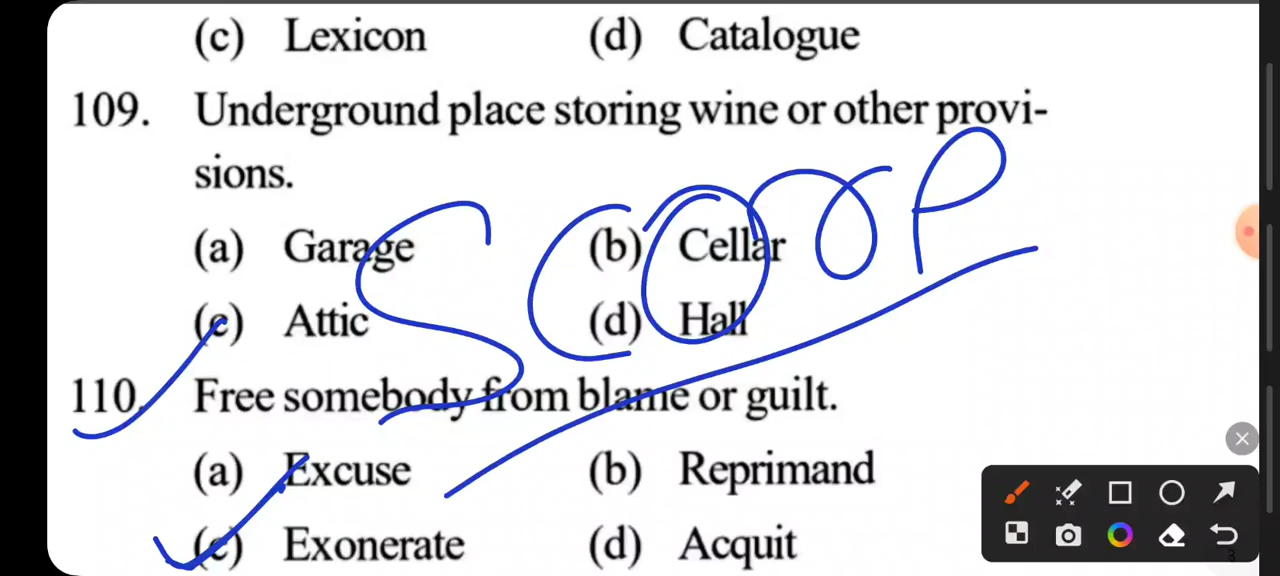 (c) Lexicon (d) Catalogue
109. Underground place storing wine or other provi-
sions.
(a) Garage (b) Cellar
(c) Attic (d) Hall
110. Free somebody from blame or guilt.
(a) Excuse (b) Reprimand
(c) Exonerate (d) Acquit